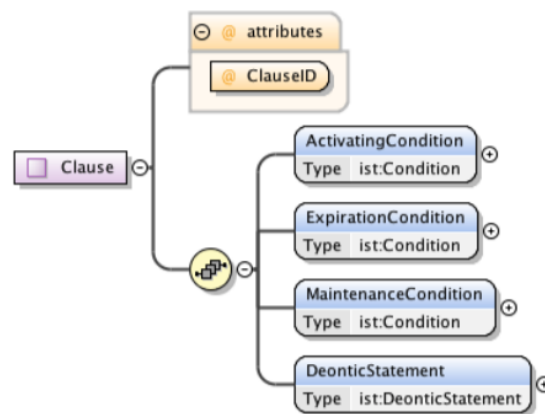 @ attributes
@ ClauseID
Clause
ActivatingCondition
Type ist:Condition
ExpirationCondition
Type ist:Condition
MaintenanceCondition
Type ist:Condition
DeonticStatement
Type ist:DeonticStatement